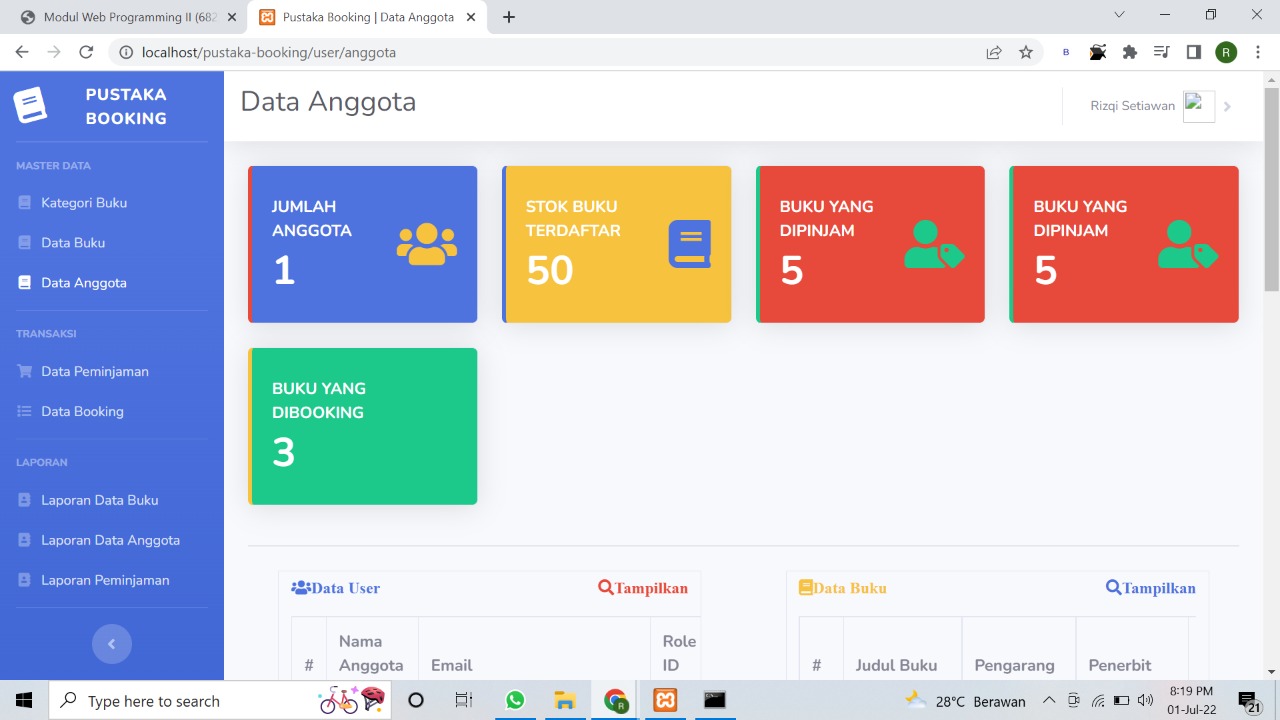 Modul Web Programming II (682
Pustaka Booking | Data Anggota
localhost/pustaka-booking/user/anggota
B
R
PUSTAKA
BOOKING
MASTER DATA
Kategori Buku
Data Buku
Data Anggota
TRANSAKSI
Data Peminjaman
Data Booking
LAPORAN
Laporan Data Buku
Laporan Data Anggota
Laporan Peminjaman
Data Anggota
Rizqi Setiawan
JUMLAH
ANGGOTA
1
STOK BUKU
TERDAFTAR
50
BUKU YANG
DIPINJAM
5
BUKU YANG
DIPINJAM
5
BUKU YANG
DIBOOKING
3
Data User
Tampilkan
# Nama Anggota Email Role ID
Data Buku
Tampilkan
# Judul Buku Pengarang Penerbit
Type here to search
R
28°C Berawan
8:19 PM
01-Jul-22
21